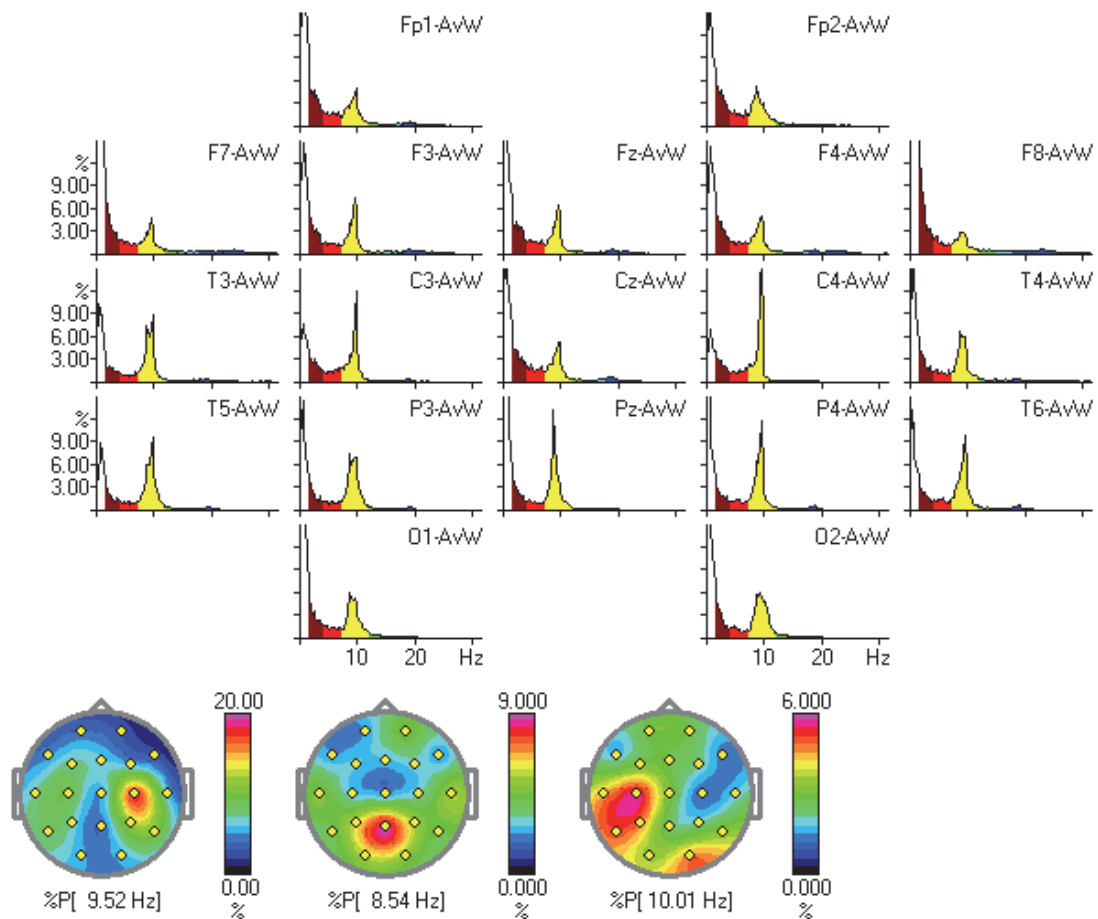 Fp1-AvW Fp2-AvW
F7-AvW F3-AvW Fz-AvW F4-AvW F8-AvW
%
9.00
6.00
3.00
T3-AvW C3-AvW Cz-AvW C4-AvW T4-AvW
%
9.00
6.00
3.00
T5-AvW P3-AvW Pz-AvW P4-AvW T6-AvW
%
9.00
6.00
3.00
O1-AvW O2-AvW
10 20 Hz 10 20 Hz
20.00 9.000 6.000
0.00 0.000 0.000
%P[ 9.52 Hz] % %P[ 8.54 Hz] % %P[ 10.01 Hz] %